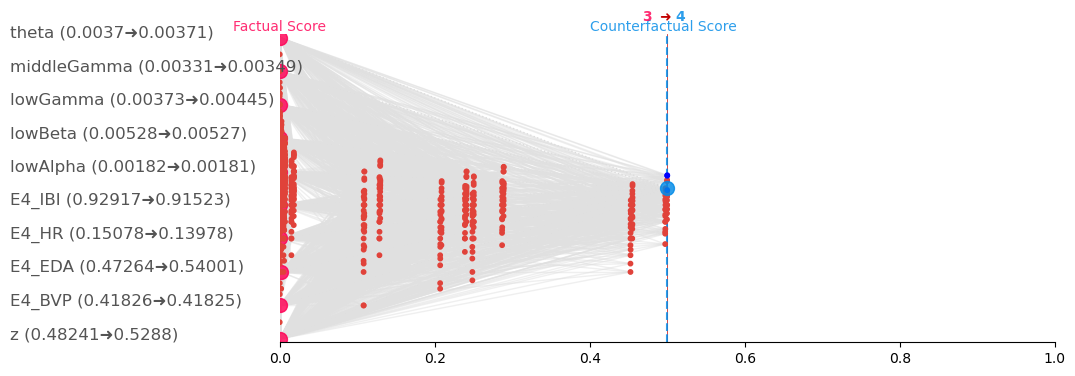 3 ➔ 4
Factual Score
Counterfactual Score
theta (0.0037➔0.00371)
middleGamma (0.00331➔0.00349)
lowGamma (0.00373➔0.00445)
lowBeta (0.00528➔0.00527)
lowAlpha (0.00182➔0.00181)
E4_IBI (0.92917➔0.91523)
E4_HR (0.15078➔0.13978)
E4_EDA (0.47264➔0.54001)
E4_BVP (0.41826➔0.41825)
z (0.48241➔0.5288)
0.0 0.2 0.4 0.6 0.8 1.0